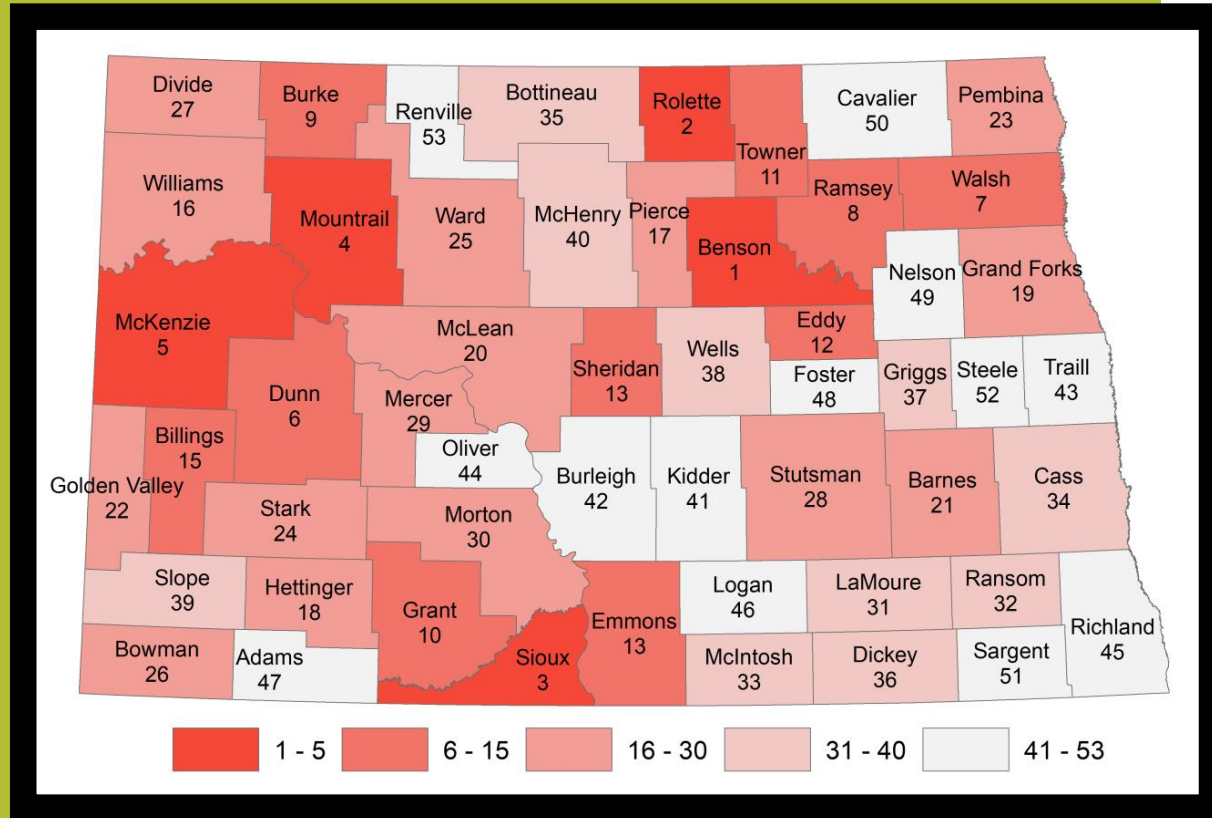 Divide
27
Burke
9
Renville
53
Bottineau
35
Rolette
2
Towner
11
Cavalier
50
Pembina
23
Williams
16
Mountrail
4
Ward
25
McHenry
40
Pierce
17
Benson
1
Ramsey
8
Walsh
7
Nelson
49
Grand Forks
19
McKenzie
5
Dunn
6
McLean
20
Mercer
29
Sheridan
13
Wells
38
Eddy
12
Foster
48
Griggs
37
Steele
52
Traill
43
Golden Valley
22
Billings
15
Stark
24
Oliver
44
Morton
30
Burleigh
42
Kidder
41
Stutsman
28
Barnes
21
Cass
34
Slope
39
Hettinger
18
Grant
10
Bowman
26
Adams
47
Sioux
3
Emmons
13
Logan
46
McIntosh
33
LaMoure
31
Dickey
36
Ransom
32
Sargent
51
Richland
45
1 - 5
6 - 15
16 - 30
31 - 40
41 - 53